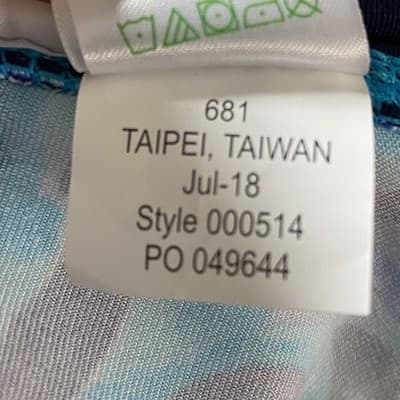 681
TAIPEI, TAIWAN
Jul-18
Style 000514
PO 049644